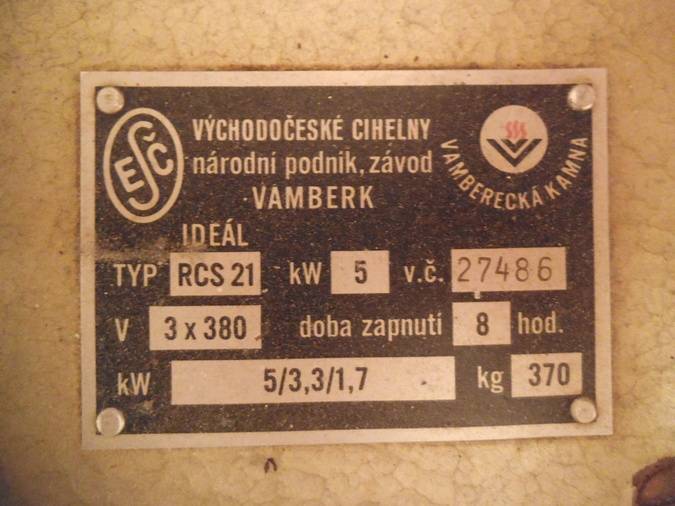 ESČ
VÝCHODOČESKÉ CIHELNY
národní podnik, závod
VAMBERK
VAMBERECKÁ KAMNA
IDEÁL
TYP RCS 21 kW 5 v.č. 27486
V 3 x 380 doba zapnutí 8 hod.
kW 5/3,3/1,7 kg 370